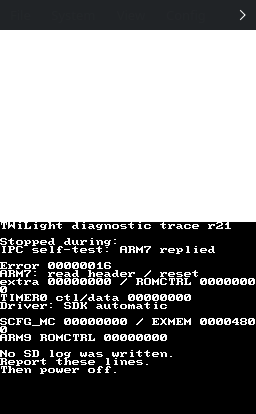 TWiLight diagnostic trace r21
Stopped during:
IPC self-test: ARM7 replied
Error 00000016
ARM7: read header / reset
extra 00000000 / ROMCTRL 0000000
0
TIMER0 ctl/data 00000000
Driver: SDK automatic
SCFG_MC 00000000 / EXMEM 0000480
0
ARM9 ROMCTRL 00000000
No SD log was written.
Report these lines.
Then power off.